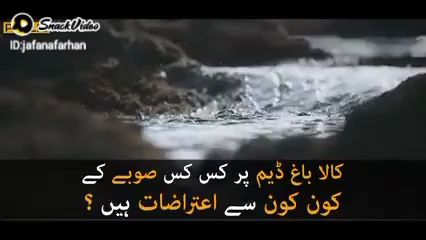 SnackVideo
ID:jafanafarhan
کالا باغ ڈیم پر کس کس صوبے کے
کون کون سے اعتراضات ہیں ؟